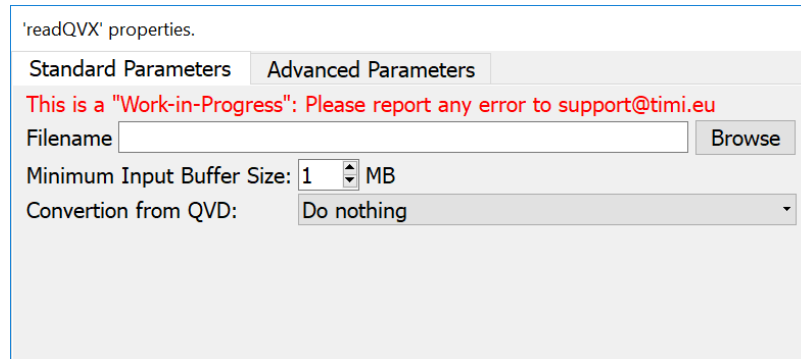 'readQVX' properties.
Standard Parameters Advanced Parameters
This is a "Work-in-Progress": Please report any error to support@timi.eu
Filename Browse
Minimum Input Buffer Size: 1 MB
Convertion from QVD: Do nothing